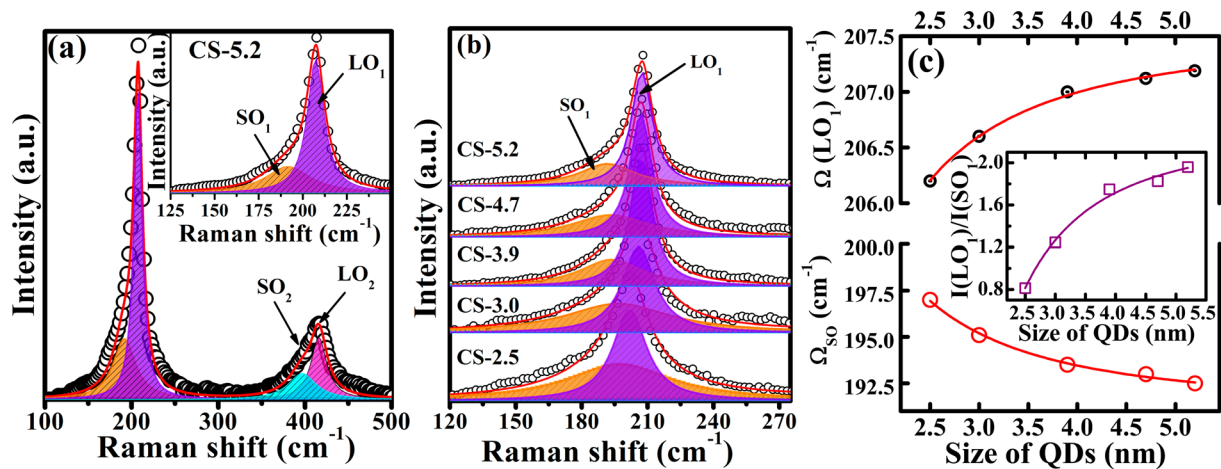 (a)
CS-5.2
Intensity (a.u.)
LO1
SO1
125 150 175 200 225
Raman shift (cm-1)
SO2
LO2
Intensity (a.u.)
100 200 300 400 500
Raman shift (cm-1)
(b)
LO1
SO1
CS-5.2
CS-4.7
CS-3.9
CS-3.0
CS-2.5
Intensity (a.u.)
120 150 180 210 240 270
Raman shift (cm-1)
2.5 3.0 3.5 4.0 4.5 5.0
(c)
207.5
207.0
206.5
206.0
Ω (LO1) (cm-1)
200.0
197.5
195.0
192.5
ΩSO (cm-1)
2.0
1.6
1.2
0.8
I(LO1)/I(SO1)
2.5 3.0 3.5 4.0 4.5 5.0 5.5
Size of QDs (nm)
2.5 3.0 3.5 4.0 4.5 5.0
Size of QDs (nm)